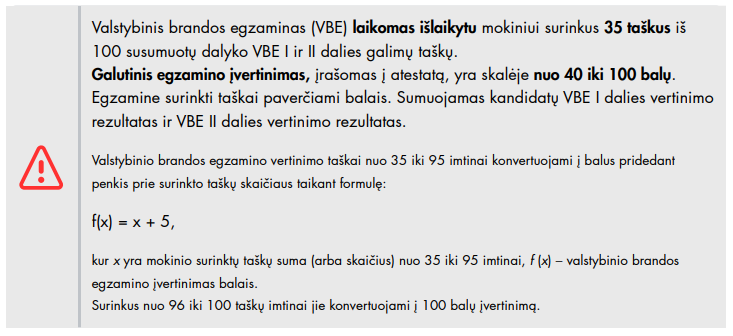 Valstybinis brandos egzaminas (VBE) laikomas išlaikytu mokiniui surinkus 35 taškus iš
100 susumuotų dalyko VBE I ir II dalies galimų taškų.
Galutinis egzamino įvertinimas, įrašomas į atestatą, yra skalėje nuo 40 iki 100 balų.
Egzamine surinkti taškai paverčiami balais. Sumuojamas kandidatų VBE I dalies vertinimo
rezultatas ir VBE II dalies vertinimo rezultatas.
Valstybinio brandos egzamino vertinimo taškai nuo 35 iki 95 imtinai konvertuojami į balus pridedant
penkis prie surinkto taškų skaičiaus taikant formulę:
f(x) = x + 5,
kur x yra mokinio surinktų taškų suma (arba skaičius) nuo 35 iki 95 imtinai, f (x) – valstybinio brandos
egzamino įvertinimas balais.
Surinkus nuo 96 iki 100 taškų imtinai jie konvertuojami į 100 balų įvertinimą.